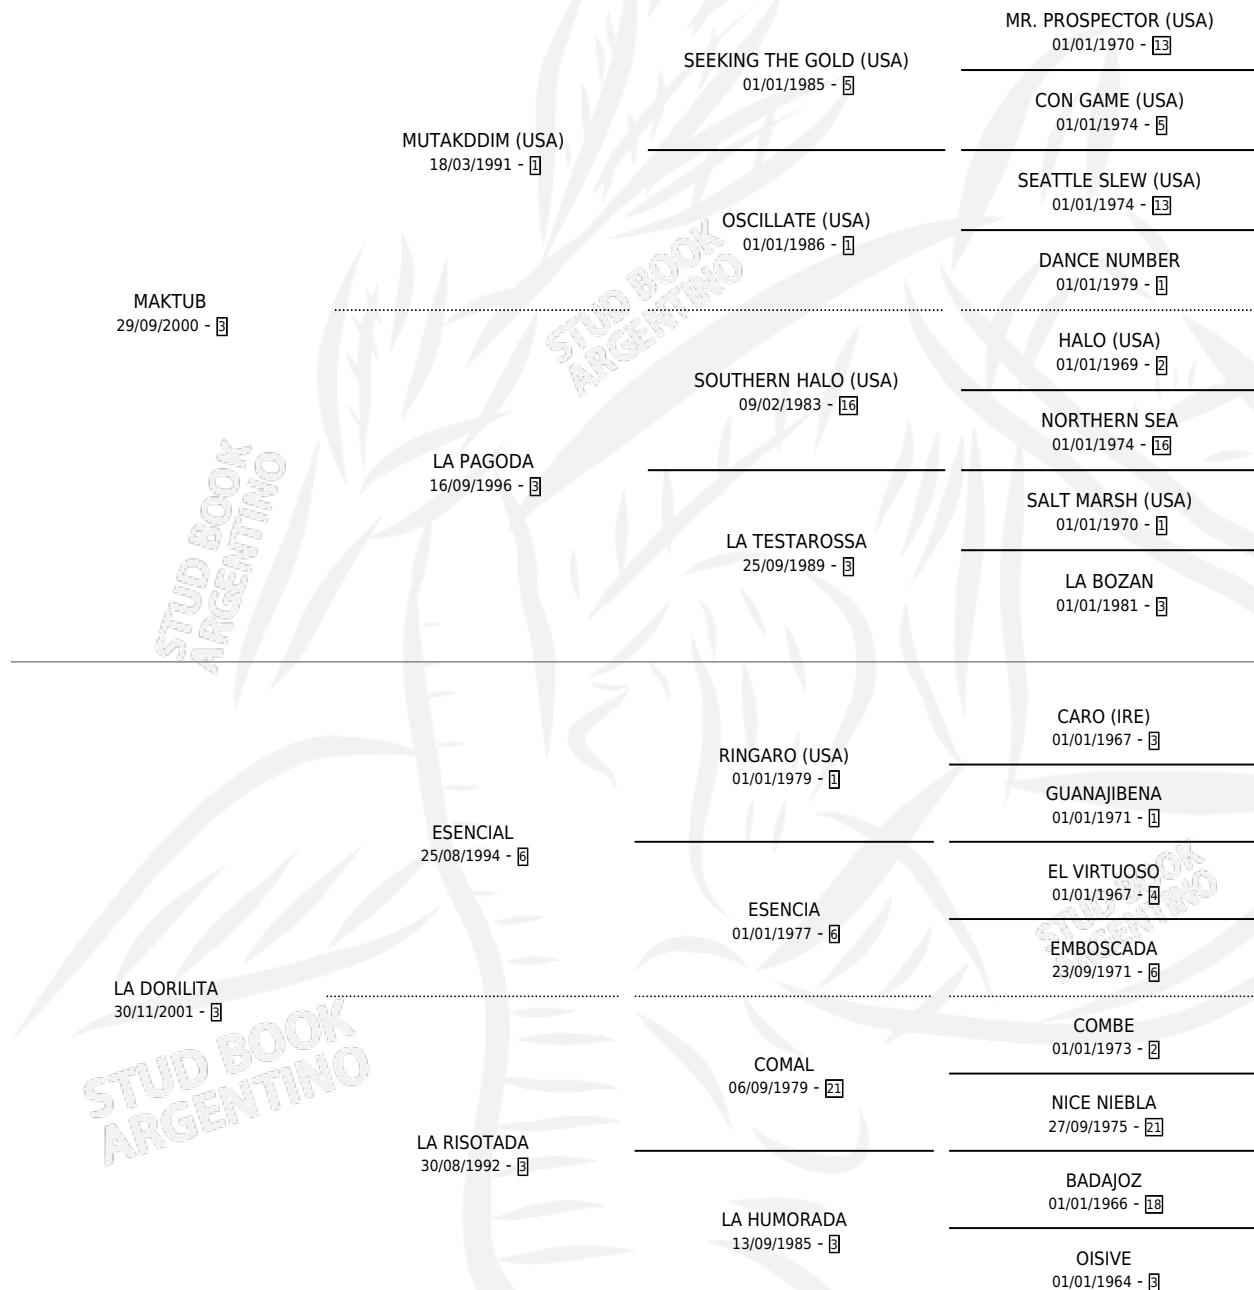 MR. PROSPECTOR (USA)
01/01/1970 - 13
SEEKING THE GOLD (USA)
01/01/1985 - 5
CON GAME (USA)
01/01/1974 - 5
MUTAKDDIM (USA)
18/03/1991 - 1
SEATTLE SLEW (USA)
01/01/1974 - 13
OSCILLATE (USA)
01/01/1986 - 1
DANCE NUMBER
01/01/1979 - 1
MAKTUB
29/09/2000 - 3
HALO (USA)
01/01/1969 - 2
SOUTHERN HALO (USA)
09/02/1983 - 16
NORTHERN SEA
01/01/1974 - 16
LA PAGODA
16/09/1996 - 3
SALT MARSH (USA)
01/01/1970 - 1
LA TESTAROSSA
25/09/1989 - 3
LA BOZAN
01/01/1981 - 3
CARO (IRE)
01/01/1967 - 3
RINGARO (USA)
01/01/1979 - 1
GUANAJIBENA
01/01/1971 - 1
ESENCIAL
25/08/1994 - 6
EL VIRTUOSO
01/01/1967 - 4
ESENCIA
01/01/1977 - 6
EMBOSCADA
23/09/1971 - 6
LA DORILITA
30/11/2001 - 3
COMBE
01/01/1973 - 2
COMAL
06/09/1979 - 21
NICE NIEBLA
27/09/1975 - 21
LA RISOTADA
30/08/1992 - 3
BADAJOZ
01/01/1966 - 18
LA HUMORADA
13/09/1985 - 3
OISIVE
01/01/1964 - 3
STUD BOOK
ARGENTINO
STUD BOOK
ARGENTINO
STUD BOOK
ARGENTINO
STUD BOOK
ARGENTINO